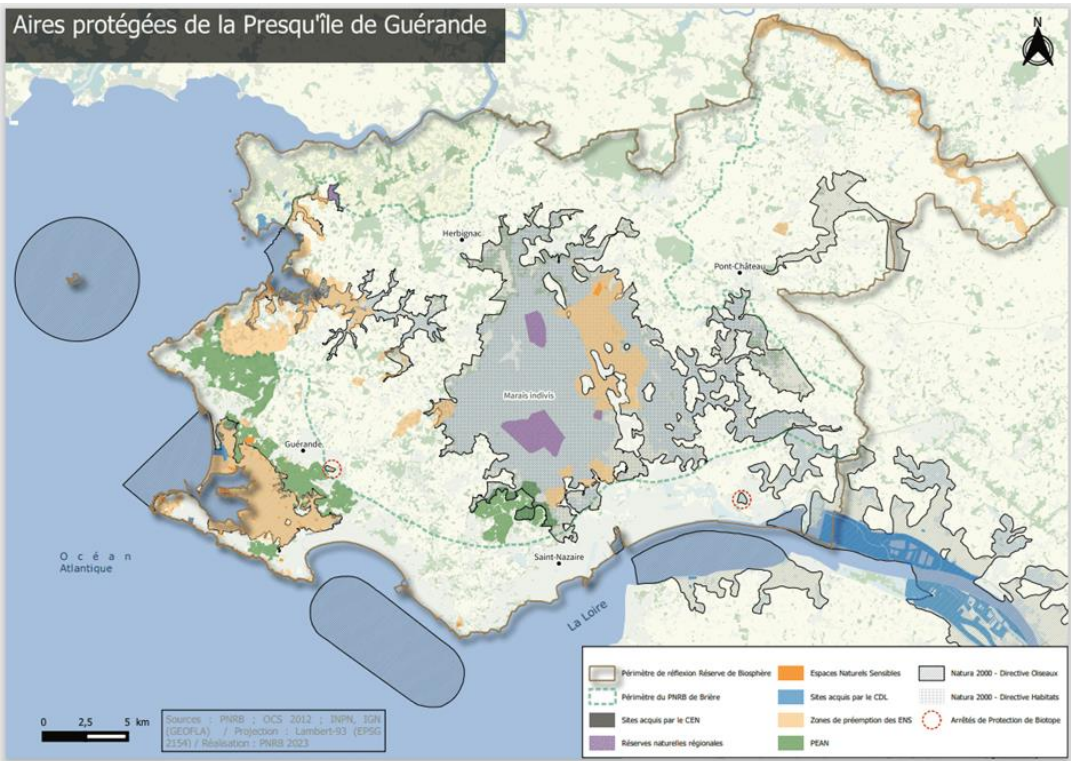 Aires protégées de la Presqu'île de Guérande
N
Herbignac
Pont-Château
Marais indivis
Guérande
Saint-Nazaire
Océan
Atlantique
La Loire
0 2,5 5 km
Sources : PNRB ; OCS 2012 ; INPN, IGN
(GEOFLA) / Projection : Lambert-93 (EPSG
2154) / Réalisation : PNRB 2023
Périmètre de réflexion Réserve de Biosphère
Périmètre du PNRB de Brière
Sites acquis par le CEN
Réserves naturelles régionales
Espaces Naturels Sensibles
Sites acquis par le CDL
Zones de préemption des ENS
PEAN
Natura 2000 - Directive Oiseaux
Natura 2000 - Directive Habitats
Arrêtés de Protection de Biotope